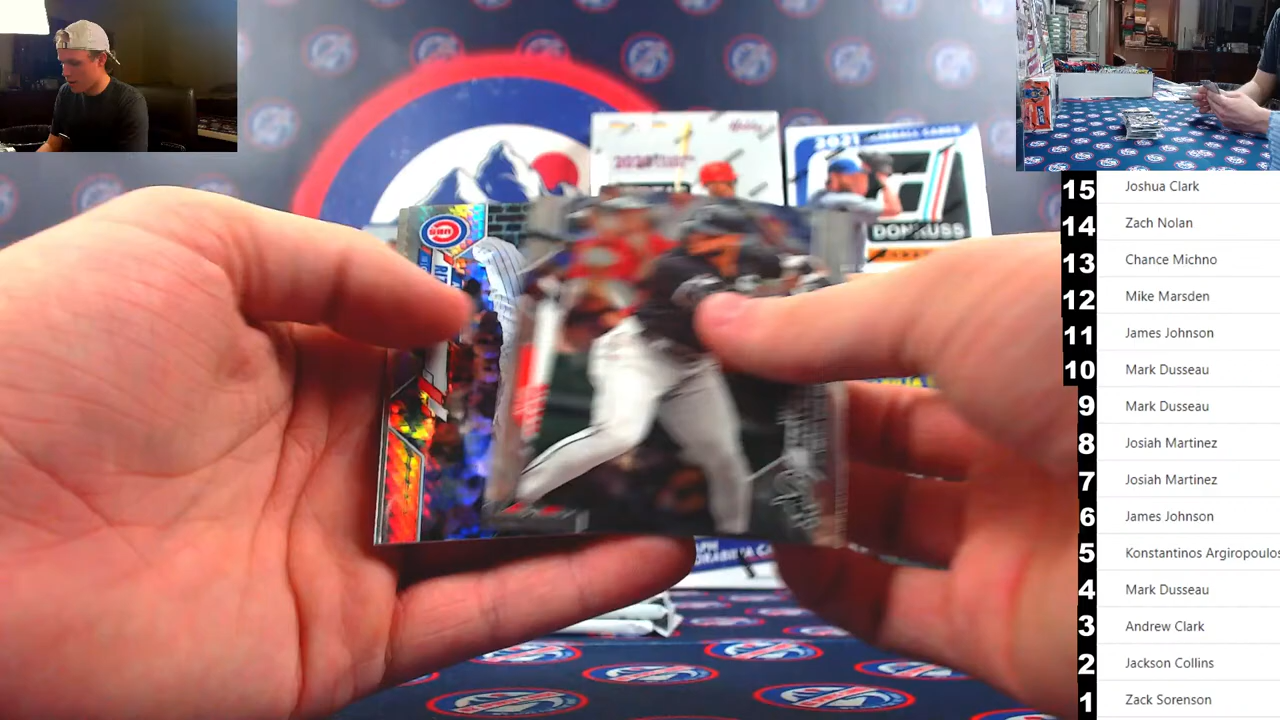 2021
DONRUSS
15 Joshua Clark
14 Zach Nolan
13 Chance Michno
12 Mike Marsden
11 James Johnson
10 Mark Dusseau
9 Mark Dusseau
8 Josiah Martinez
7 Josiah Martinez
6 James Johnson
5 Konstantinos Argiropoulos
4 Mark Dusseau
3 Andrew Clark
2 Jackson Collins
1 Zack Sorenson